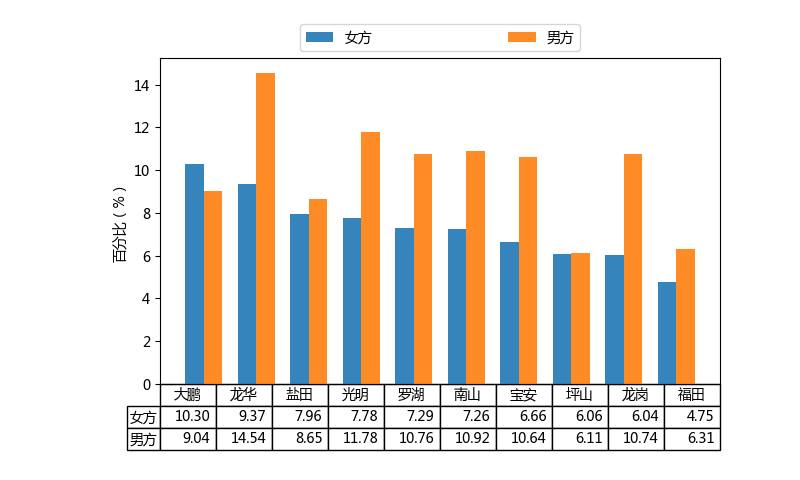 女方 男方
百分比（%）
14
12
10
8
6
4
2
0
大鹏 龙华 盐田 光明 罗湖 南山 宝安 坪山 龙岗 福田
女方 10.30 9.37 7.96 7.78 7.29 7.26 6.66 6.06 6.04 4.75
男方 9.04 14.54 8.65 11.78 10.76 10.92 10.64 6.11 10.74 6.31